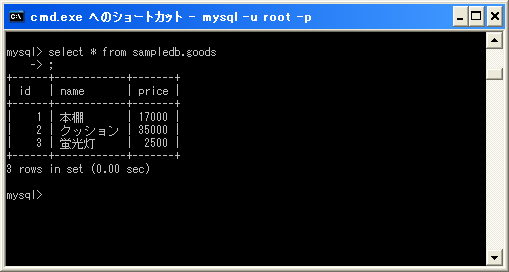 cmd.exe へのショートカット - mysql -u root -p
mysql> select * from sampledb.goods
    -> ;
+------+------------+-------+
| id   | name       | price |
+------+------------+-------+
|    1 | 本棚       | 17000 |
|    2 | クッション | 35000 |
|    3 | 蛍光灯     |  2500 |
+------+------------+-------+
3 rows in set (0.00 sec)
mysql>